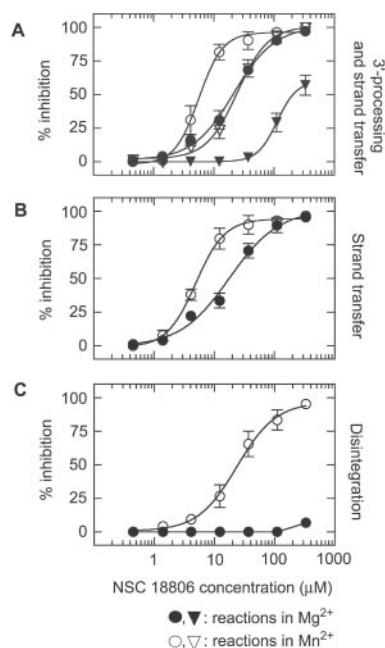 A
% inhibition
100
75
50
25
0
3'-processing
and strand transfer
B
% inhibition
100
75
50
25
0
Strand transfer
C
% inhibition
100
75
50
25
0
Disintegration
1 10 100 1000
NSC 18806 concentration (μM)
●,▼: reactions in Mg²⁺
○,▽: reactions in Mn²⁺